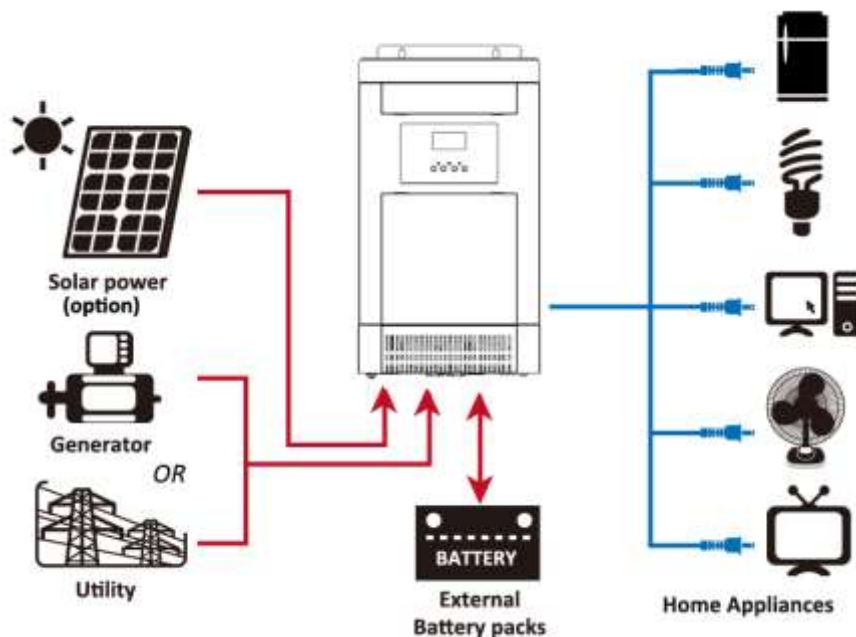 Solar power
(option)
Generator
OR
Utility
BATTERY
External
Battery packs
Home Appliances